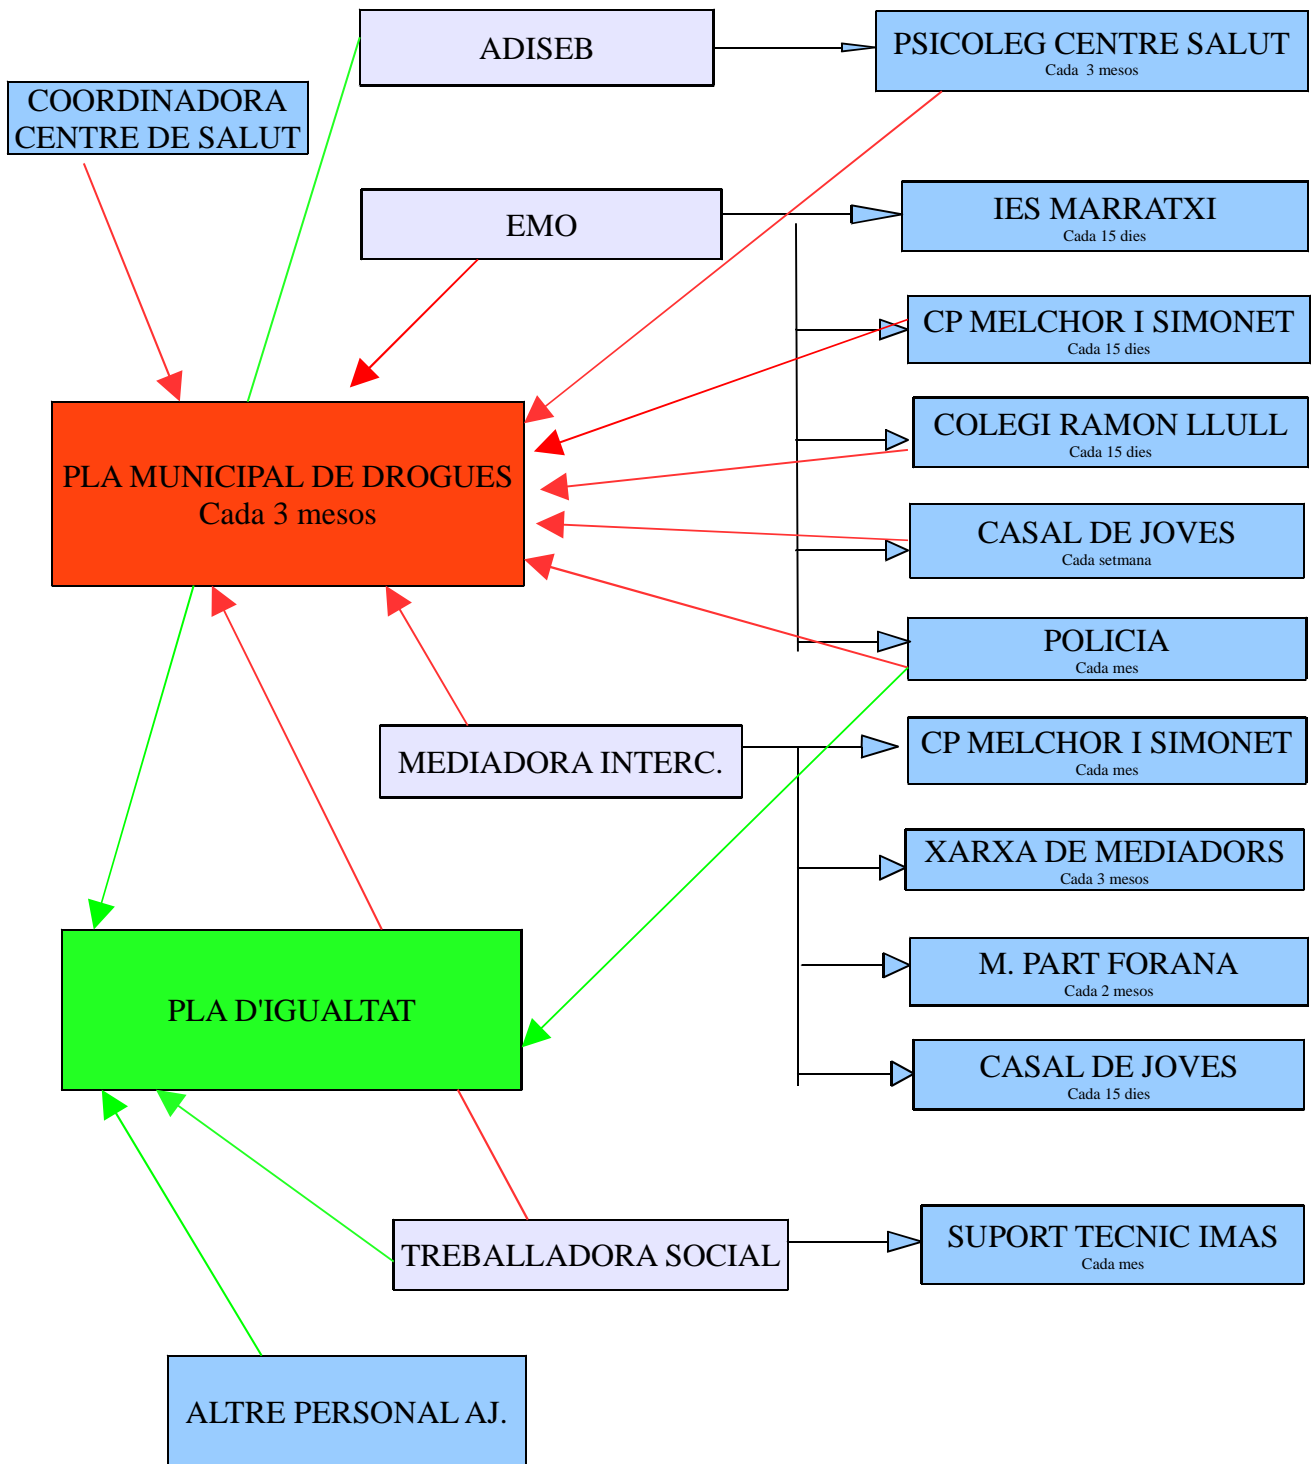 ADISEB
PSICOLEG CENTRE SALUT
Cada 3 mesos
COORDINADORA
CENTRE DE SALUT
EMO
IES MARRATXI
Cada 15 dies
CP MELCHOR I SIMONET
Cada 15 dies
COLEGI RAMON LLULL
Cada 15 dies
PLA MUNICIPAL DE DROGUES
Cada 3 mesos
CASAL DE JOVES
Cada setmana
POLICIA
Cada mes
MEDIADORA INTERC.
CP MELCHOR I SIMONET
Cada mes
XARXA DE MEDIADORS
Cada 3 mesos
M. PART FORANA
Cada 2 mesos
PLA D'IGUALTAT
CASAL DE JOVES
Cada 15 dies
TREBALLADORA SOCIAL
SUPORT TECNIC IMAS
Cada mes
ALTRE PERSONAL AJ.